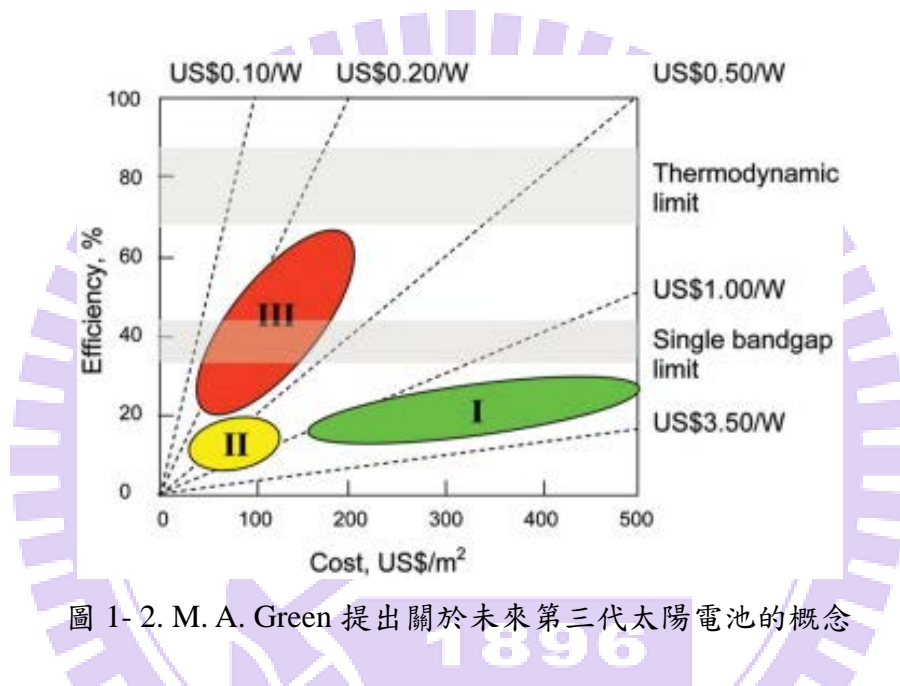 US$0.10/W US$0.20/W US$0.50/W
100
80
60
40
20
0
Efficiency, %
Thermodynamic
limit
US$1.00/W
Single bandgap
limit
US$3.50/W
III
II
I
0 100 200 300 400 500
Cost, US$/m²
圖 1- 2. M. A. Green 提出關於未來第三代太陽電池的概念
1896